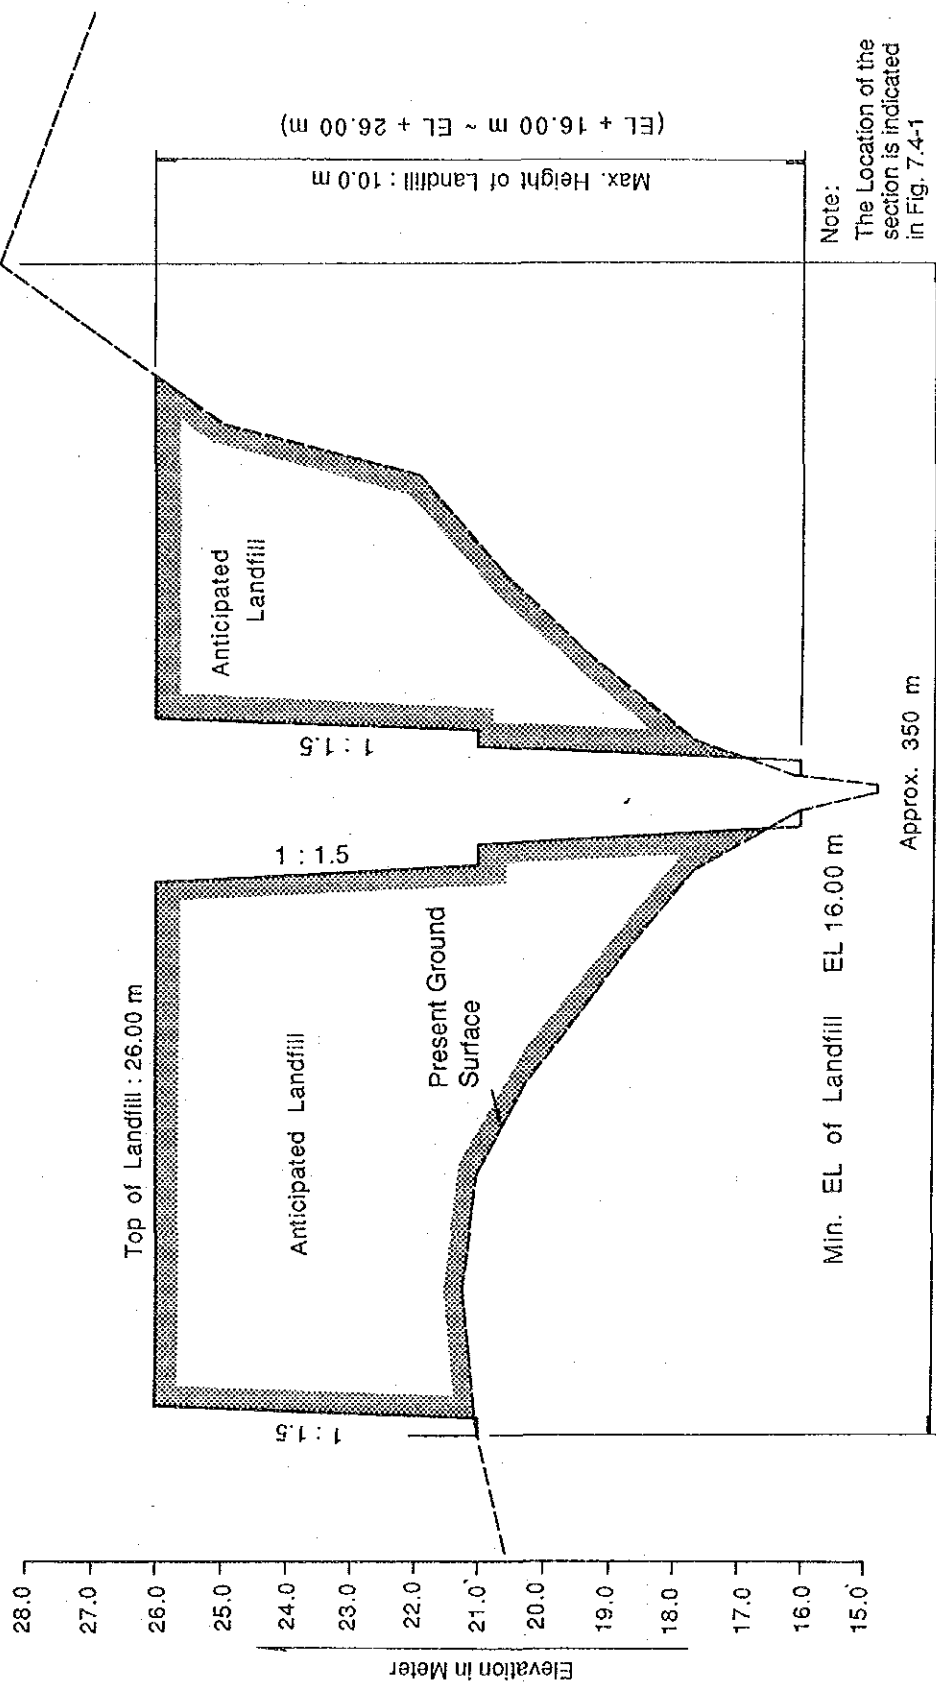 Top of Landfill : 26.00 m
Anticipated Landfill
Anticipated
Landfill
1 : 1.5
1 : 1.5
1 : 1.5
Present Ground
Surface
Max. Height of Landfill : 10.0 m
(EL + 16.00 m ~ EL + 26.00 m)
Min. EL of Landfill EL 16.00 m
Approx. 350 m
Note:
The Location of the
section is indicated
in Fig. 7.4-1
Elevation in Meter
28.0
27.0
26.0
25.0
24.0
23.0
22.0
21.0
20.0
19.0
18.0
17.0
16.0
15.0